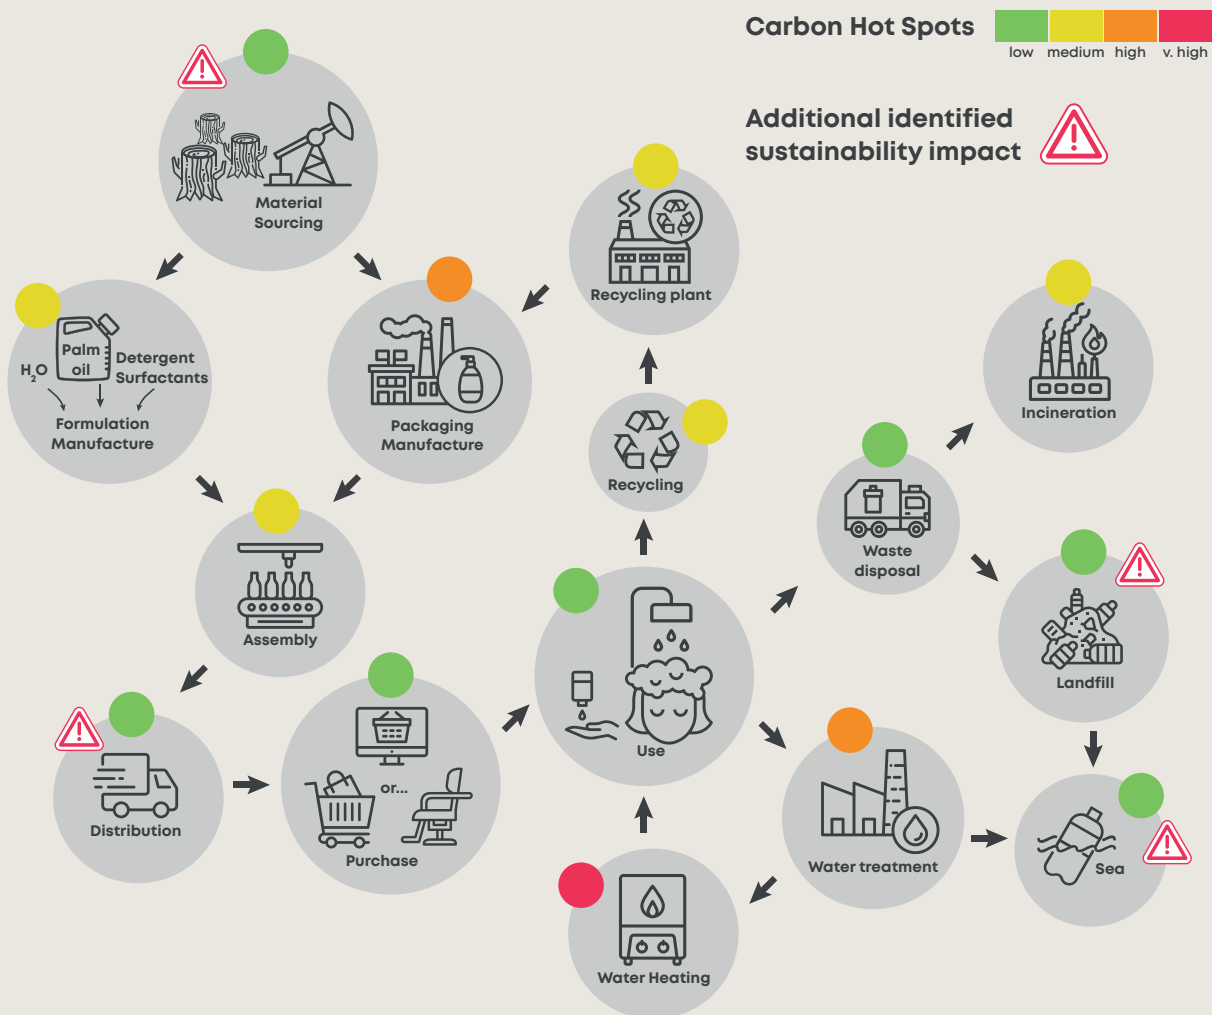 Carbon Hot Spots
low medium high v. high
Additional identified
sustainability impact
Material
Sourcing
Recycling plant
Palm
oil
H₂O
Detergent
Surfactants
Formulation
Manufacture
Packaging
Manufacture
Incineration
Recycling
Waste
disposal
Assembly
Landfill
Use
or...
Purchase
Distribution
Water treatment
Sea
Water Heating